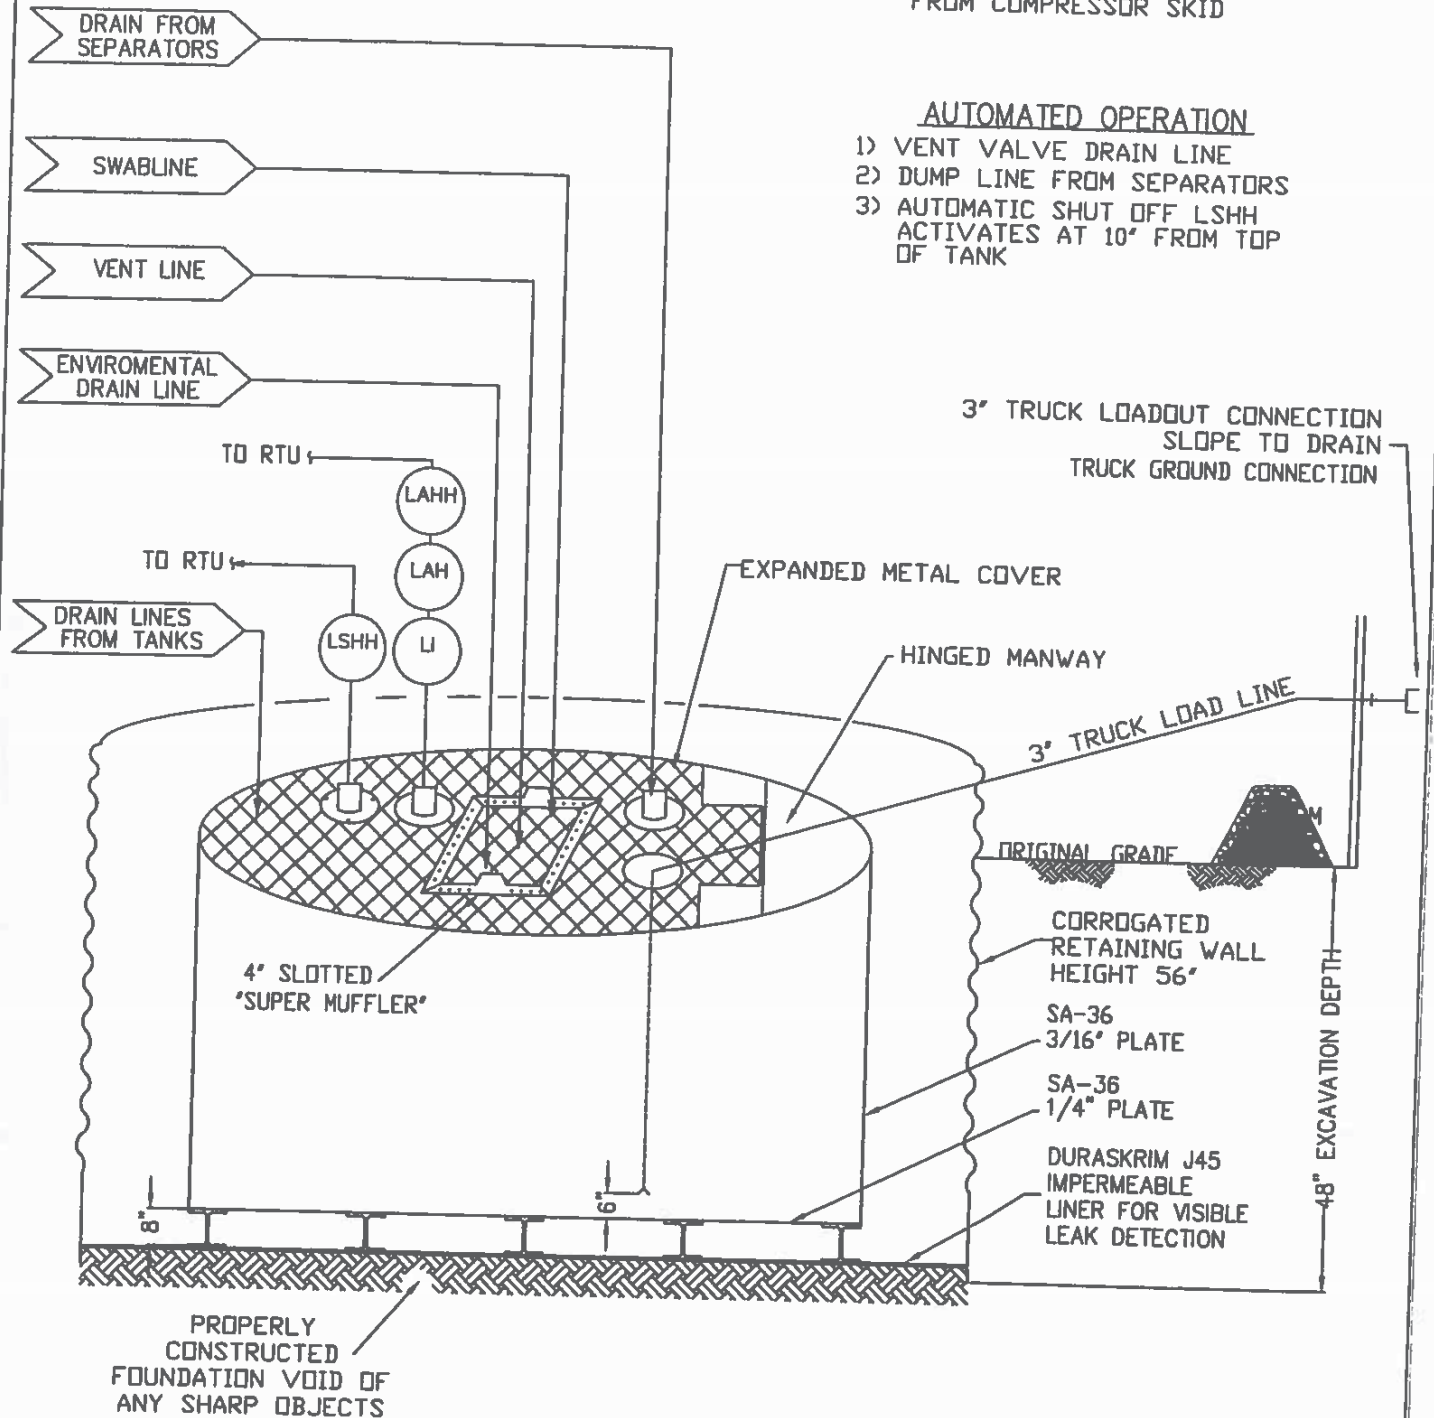 FROM COMPRESSOR SKID
DRAIN FROM
SEPARATORS
AUTOMATED OPERATION
1) VENT VALVE DRAIN LINE
2) DUMP LINE FROM SEPARATORS
3) AUTOMATIC SHUT OFF LSHH
ACTIVATES AT 10" FROM TOP
OF TANK
SWABLINE
VENT LINE
ENVIROMENTAL
DRAIN LINE
3" TRUCK LOADOUT CONNECTION
SLOPE TO DRAIN
TRUCK GROUND CONNECTION
TO RTU
LAHH
TO RTU
LAH
EXPANDED METAL COVER
DRAIN LINES
FROM TANKS
LSHH
LI
HINGED MANWAY
3" TRUCK LOAD LINE
M
ORIGINAL GRADE
CORROGATED
RETAINING WALL
HEIGHT 56"
4" SLOTTED
"SUPER MUFFLER"
SA-36
3/16" PLATE
SA-36
1/4" PLATE
DURASKRIM J45
IMPERMEABLE
LINER FOR VISIBLE
LEAK DETECTION
48" EXCAVATION DEPTH
8"
6"
PROPERLY
CONSTRUCTED
FOUNDATION VOID OF
ANY SHARP OBJECTS